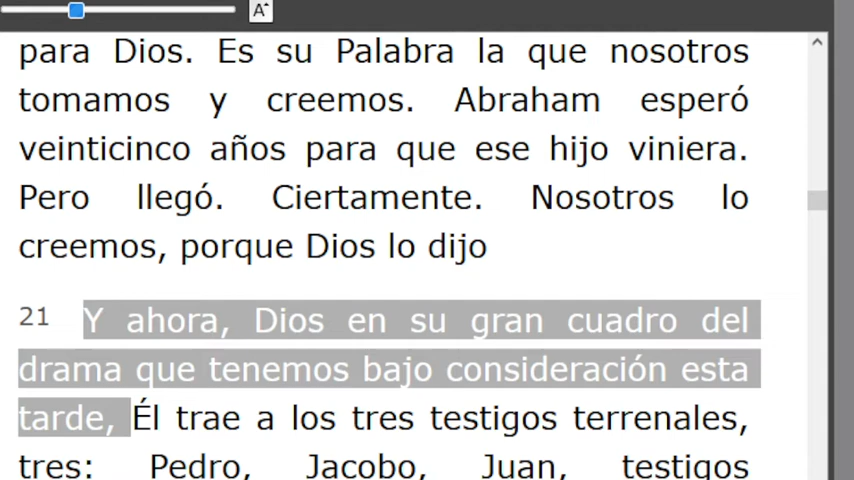 A
para Dios. Es su Palabra la que nosotros
tomamos y creemos. Abraham esperó
veinticinco años para que ese hijo viniera.
Pero llegó. Ciertamente. Nosotros lo
creemos, porque Dios lo dijo
21 Y ahora, Dios en su gran cuadro del
drama que tenemos bajo consideración esta
tarde, Él trae a los tres testigos terrenales,
tres: Pedro, Jacobo, Juan, testigos